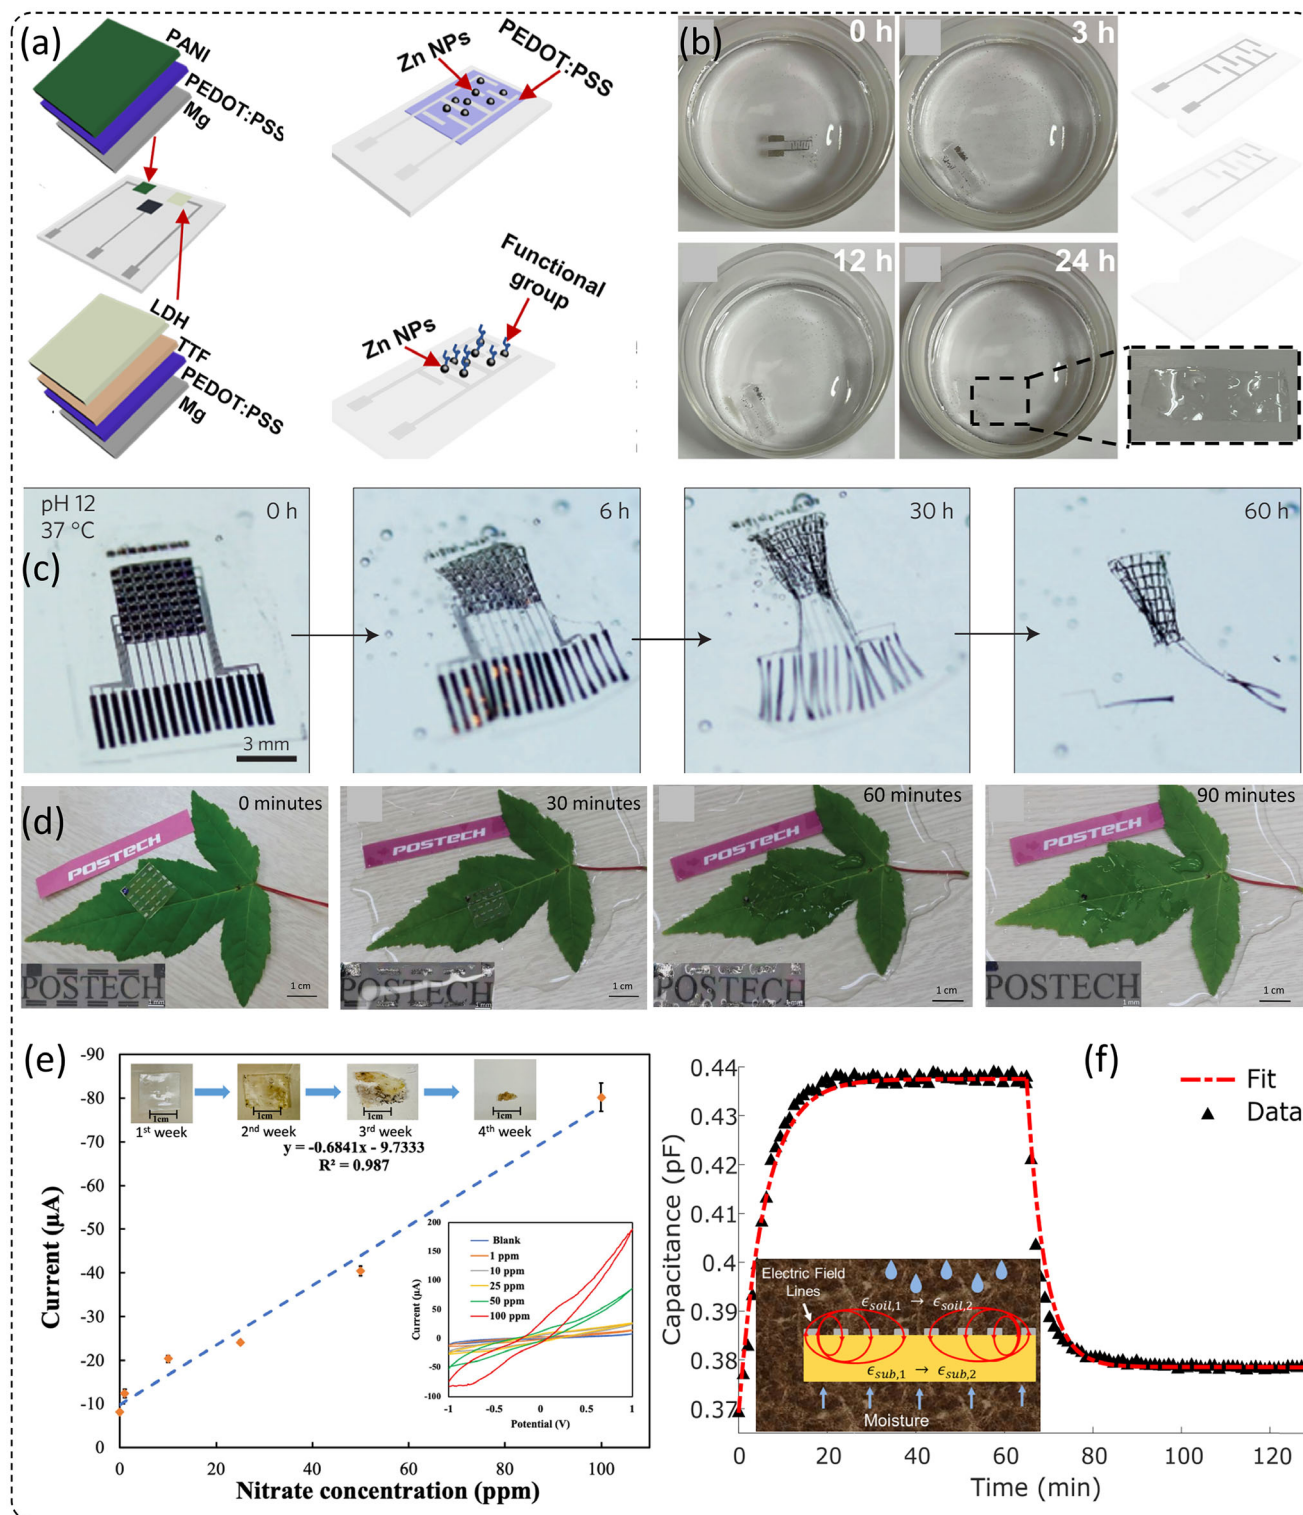 (a)
PANI
PEDOT:PSS
Mg
LDH
TTF
PEDOT:PSS
Mg
Zn NPs
PEDOT:PSS
Functional
group
Zn NPs
(b)
0 h
3 h
12 h
24 h
(c)
pH 12
37 °C
0 h
6 h
30 h
60 h
3 mm
(d)
0 minutes
30 minutes
60 minutes
90 minutes
POSTECH
POSTECH
POSTECH
POSTECH
POSTECH
1 mm
1 cm
POSTECH
1 mm
1 cm
POSTECH
1 mm
1 cm
POSTECH
1 mm
1 cm
(e)
-90
-80
-70
-60
-50
-40
-30
-20
-10
0
0
20
40
60
80
100
Current (µA)
Nitrate concentration (ppm)
1cm
1cm
1cm
1cm
1st week
2nd week
3rd week
4th week
y = -0.6841x - 9.7333
R² = 0.987
200
150
100
50
0
-50
-100
-1
-0.5
0
0.5
1
Current (µA)
Potential (V)
Blank
1 ppm
10 ppm
25 ppm
50 ppm
100 ppm
(f)
Fit
Data
0.44
0.43
0.42
0.41
0.4
0.39
0.38
0.37
0
20
40
60
80
100
120
Capacitance (pF)
Time (min)
Electric Field
Lines
ϵsoil,1 → ϵsoil,2
ϵsub,1 → ϵsub,2
Moisture